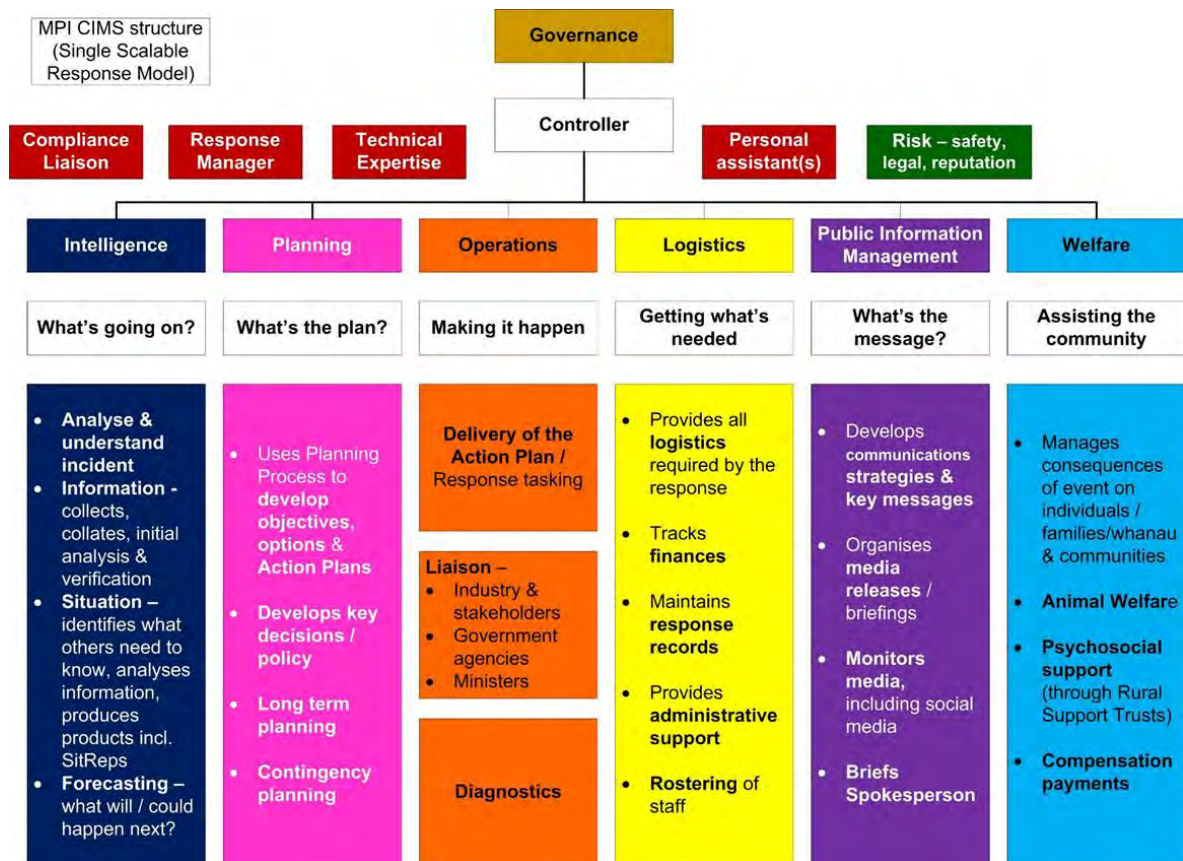 MPI CIMS structure
(Single Scalable
Response Model)
Governance
Controller
Compliance
Liaison
Response
Manager
Technical
Expertise
Personal
assistant(s)
Risk – safety,
legal, reputation
Intelligence
Planning
Operations
Logistics
Public Information
Management
Welfare
What's going on?
What's the plan?
Making it happen
Getting what's
needed
What's the
message?
Assisting the
community
• Analyse &
understand
incident
• Information -
collects,
collates, initial
analysis &
verification
• Situation –
identifies what
others need to
know, analyses
information,
produces
products incl.
SitReps
• Forecasting –
what will / could
happen next?
• Uses Planning
Process to
develop
objectives,
options &
Action Plans
• Develops key
decisions /
policy
• Long term
planning
• Contingency
planning
Delivery of the
Action Plan /
Response tasking
Liaison –
• Industry &
stakeholders
• Government
agencies
• Ministers
Diagnostics
• Provides all
logistics
required by the
response
• Tracks
finances
• Maintains
response
records
• Provides
administrative
support
• Rostering of
staff
• Develops
communications
strategies &
key messages
• Organises
media
releases /
briefings
• Monitors
media,
including social
media
• Briefs
Spokesperson
• Manages
consequences
of event on
individuals /
families/whanau
& communities
• Animal Welfare
• Psychosocial
support
(through Rural
Support Trusts)
• Compensation
payments